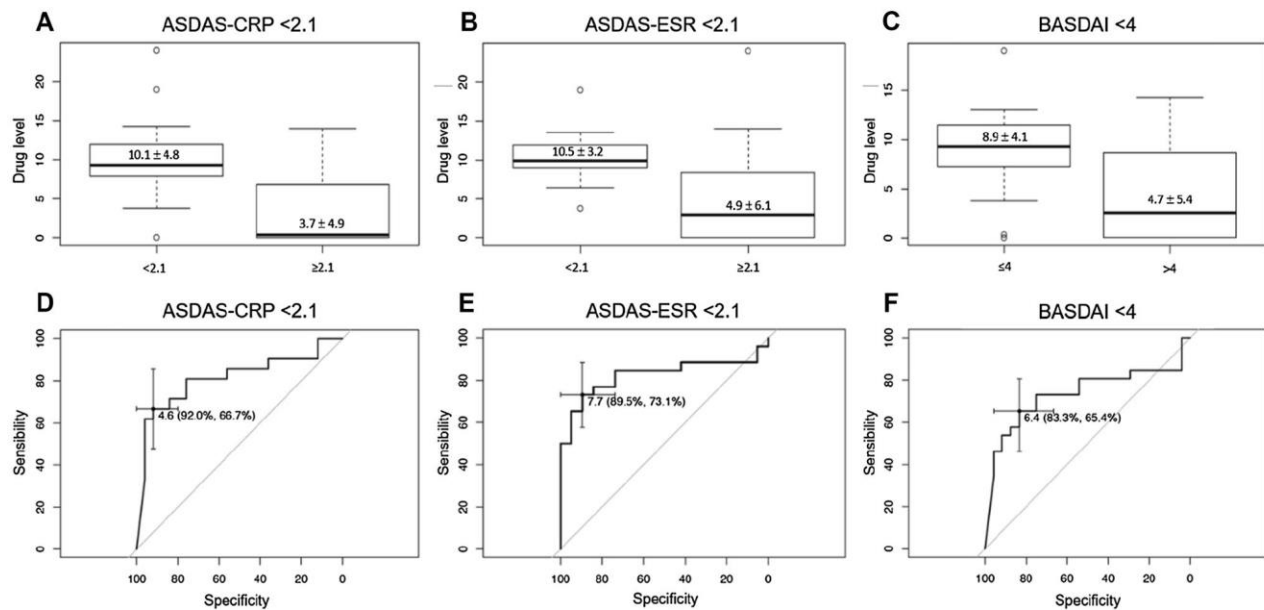 A ASDAS-CRP <2.1
Drug level
20
15
10
5
0
10.1 ± 4.8
3.7 ± 4.9
<2.1 ≥2.1
B ASDAS-ESR <2.1
Drug level
20
15
10
5
0
10.5 ± 3.2
4.9 ± 6.1
<2.1 ≥2.1
C BASDAI <4
Drug level
15
10
5
0
8.9 ± 4.1
4.7 ± 5.4
≤4 >4
D ASDAS-CRP <2.1
Sensibility
100
80
60
40
20
0
4.6 (92.0%, 66.7%)
100 80 60 40 20 0
Specificity
E ASDAS-ESR <2.1
Sensibility
100
80
60
40
20
0
7.7 (89.5%, 73.1%)
100 80 60 40 20 0
Specificity
F BASDAI <4
Sensibility
100
80
60
40
20
0
6.4 (83.3%, 65.4%)
100 80 60 40 20 0
Specificity